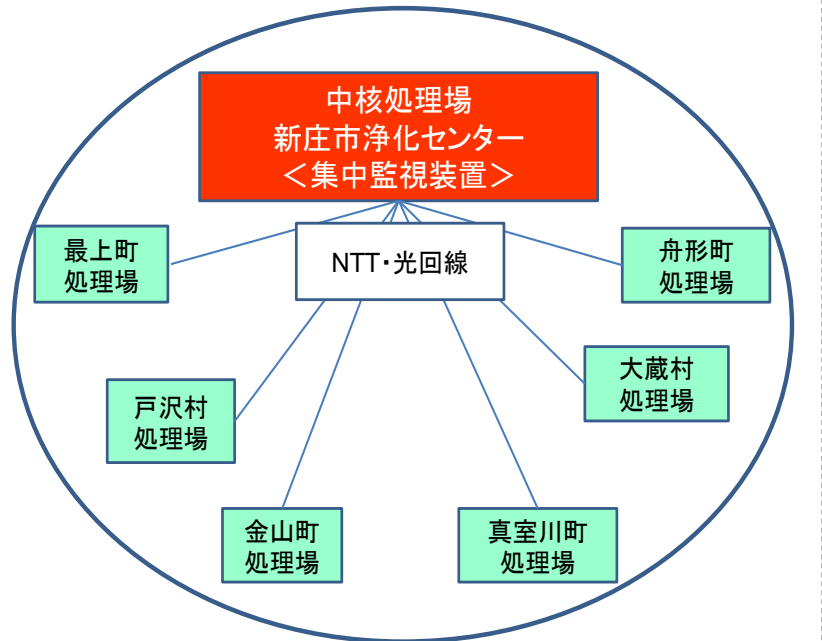 中核処理場
新庄市浄化センター
＜集中監視装置＞
NTT・光回線
最上町
処理場
舟形町
処理場
大蔵村
処理場
戸沢村
処理場
金山町
処理場
真室川町
処理場